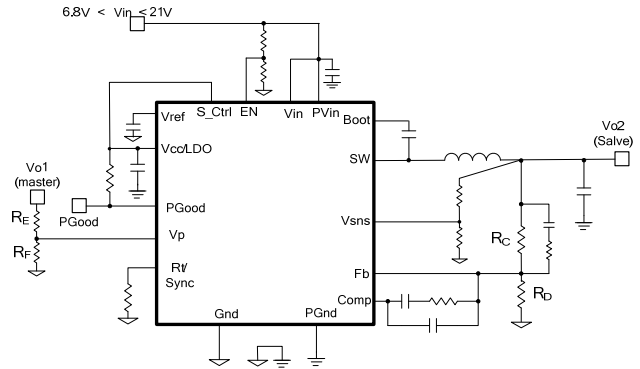 6.8V < Vin < 21V
S_Ctrl EN Vin PVin
Vref
Boot
Vo2
(Salve)
Vcc/LDO
SW
Vo1
(master)
PGood
PGood
RE
Vsns
RC
Vp
RF
Rt/
Sync
Fb
RD
Comp
Gnd
PGnd